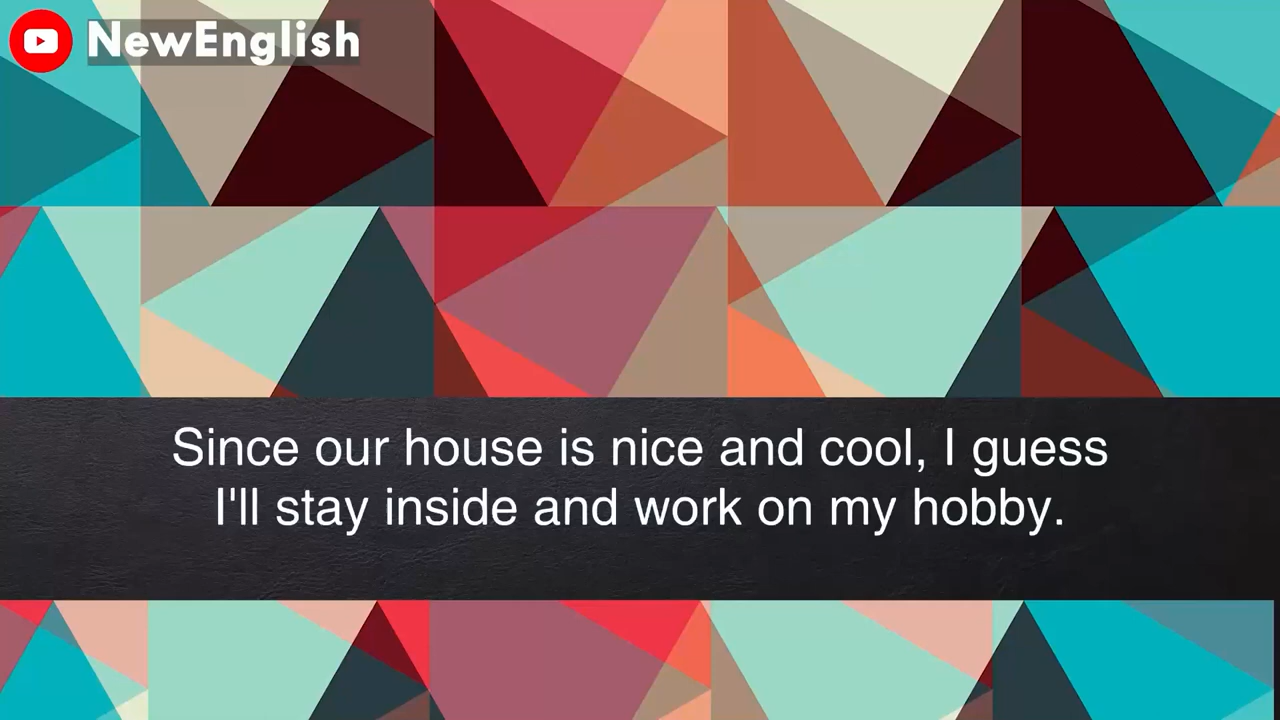 NewEnglish
Since our house is nice and cool, I guess
I'll stay inside and work on my hobby.